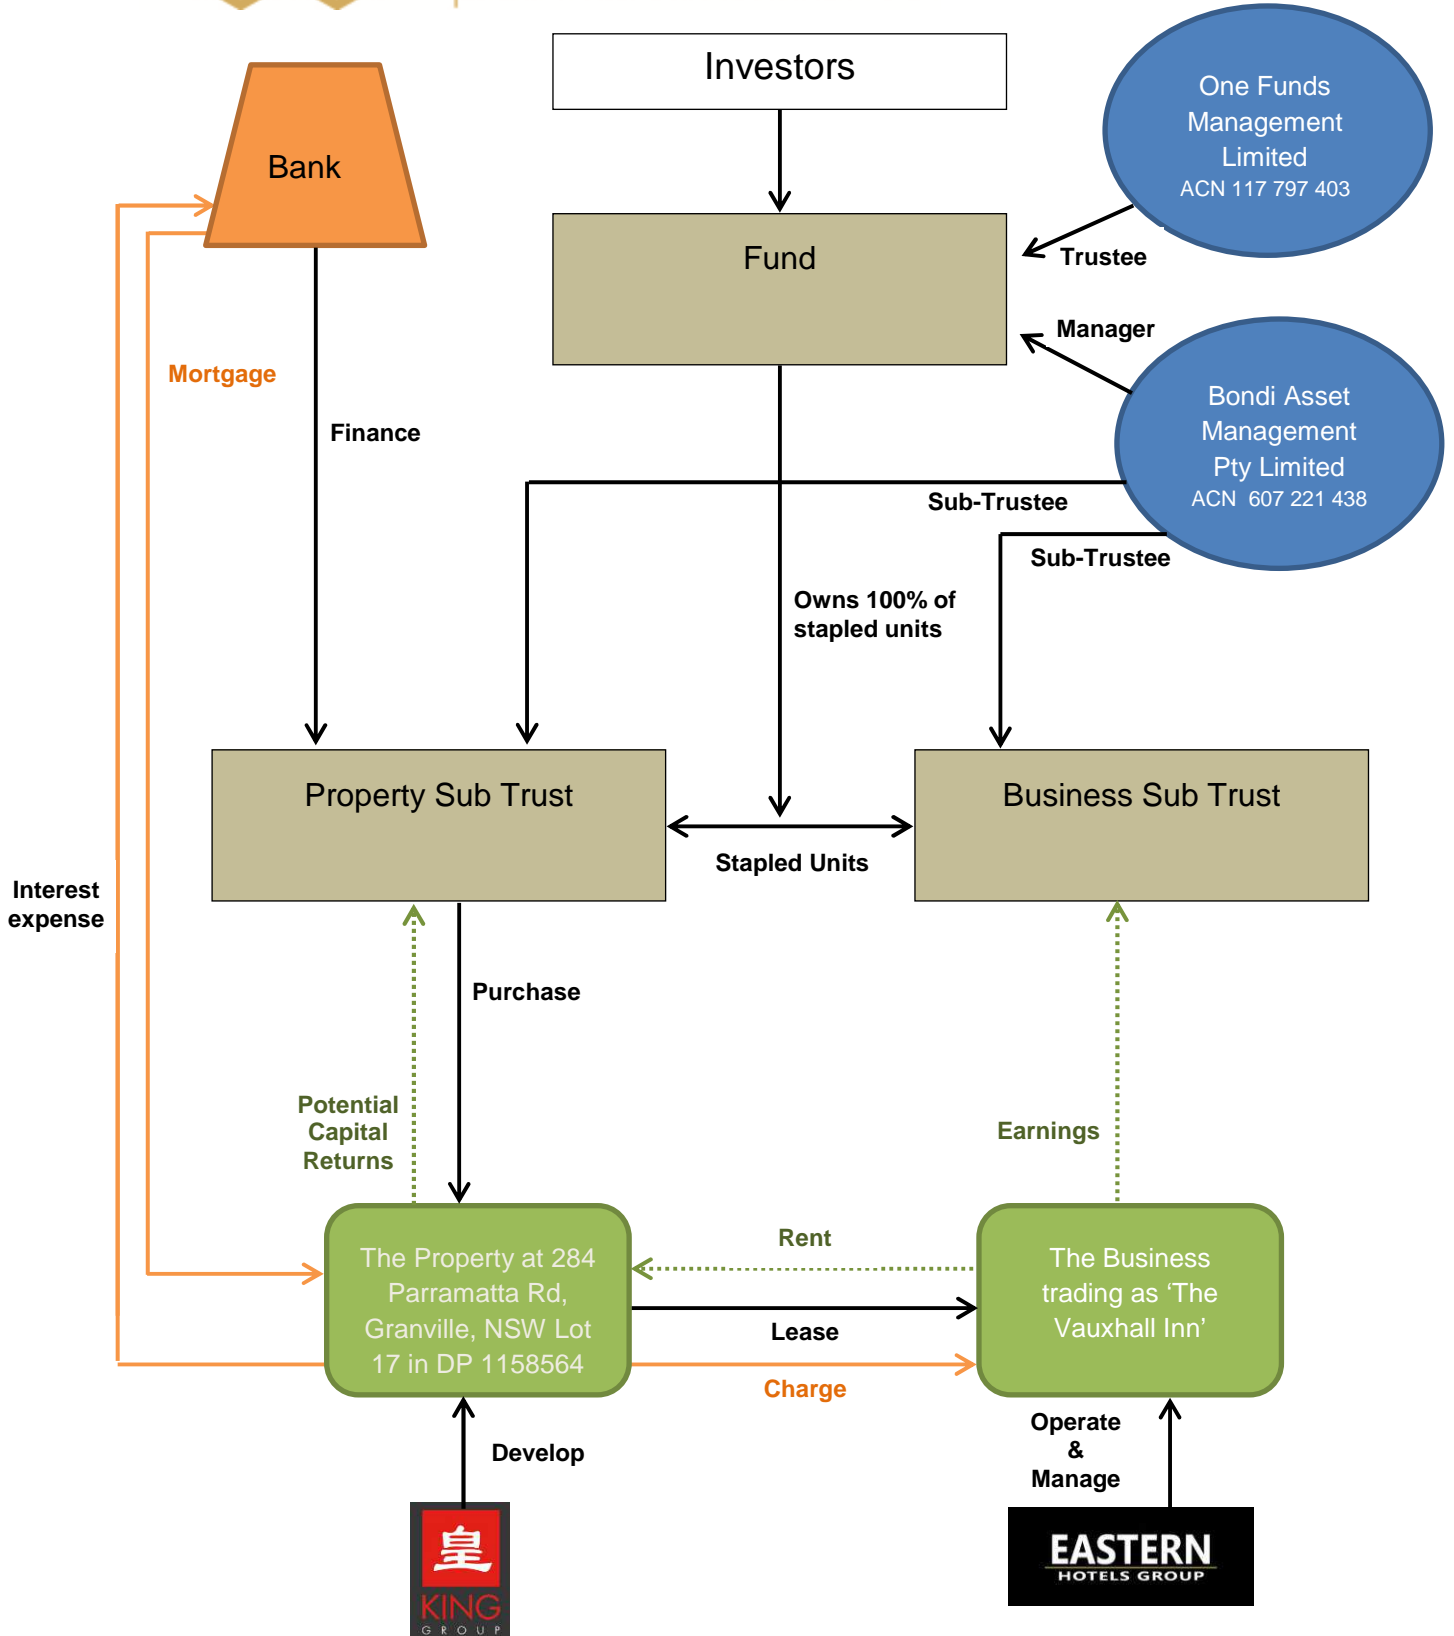 Investors
One Funds
Management
Limited
ACN 117 797 403
Bank
Fund
Trustee
Manager
Mortgage
Finance
Bondi Asset
Management
Pty Limited
ACN  607 221 438
Sub-Trustee
Sub-Trustee
Owns 100% of
stapled units
Property Sub Trust
Business Sub Trust
Stapled Units
Interest
expense
Purchase
Potential
Capital
Returns
Earnings
The Property at 284
Parramatta Rd,
Granville, NSW Lot
17 in DP 1158564
Rent
Lease
Charge
The Business
trading as ‘The
Vauxhall Inn’
Develop
Operate
&
Manage
皇
KING
GROUP
EASTERN
HOTELS GROUP